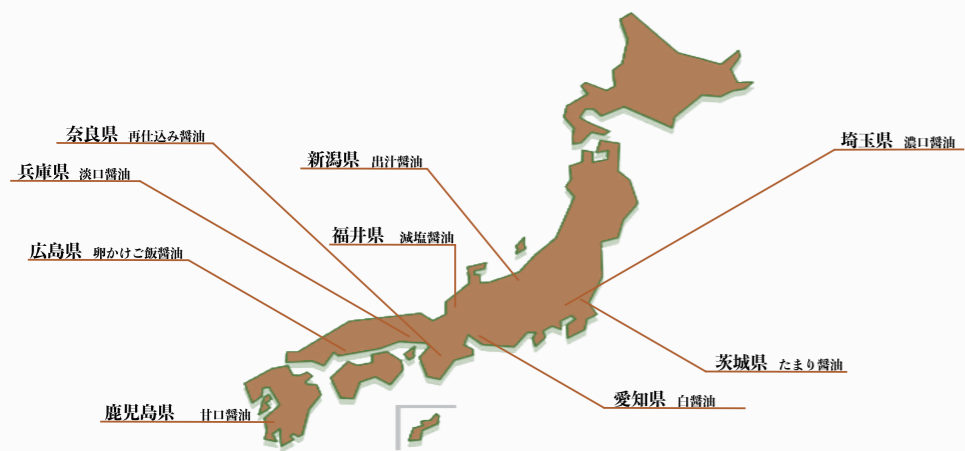 奈良県 再仕込み醤油
兵庫県 淡口醤油
広島県 卵かけご飯醤油
鹿児島県 甘口醤油
新潟県 出汁醤油
福井県 減塩醤油
埼玉県 濃口醤油
茨城県 たまり醤油
愛知県 白醤油